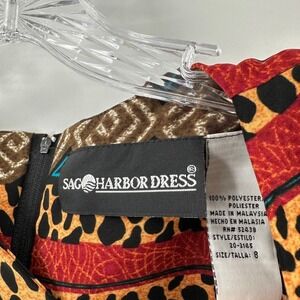 SAG HARBOR DRESS®
100% POLYESTER
POLIESTER
MADE IN MALAYSIA
HECHO EN MALASIA
RN# 52638
STYLE/ESTILO:
20-3165
SIZE/TALLA: 8